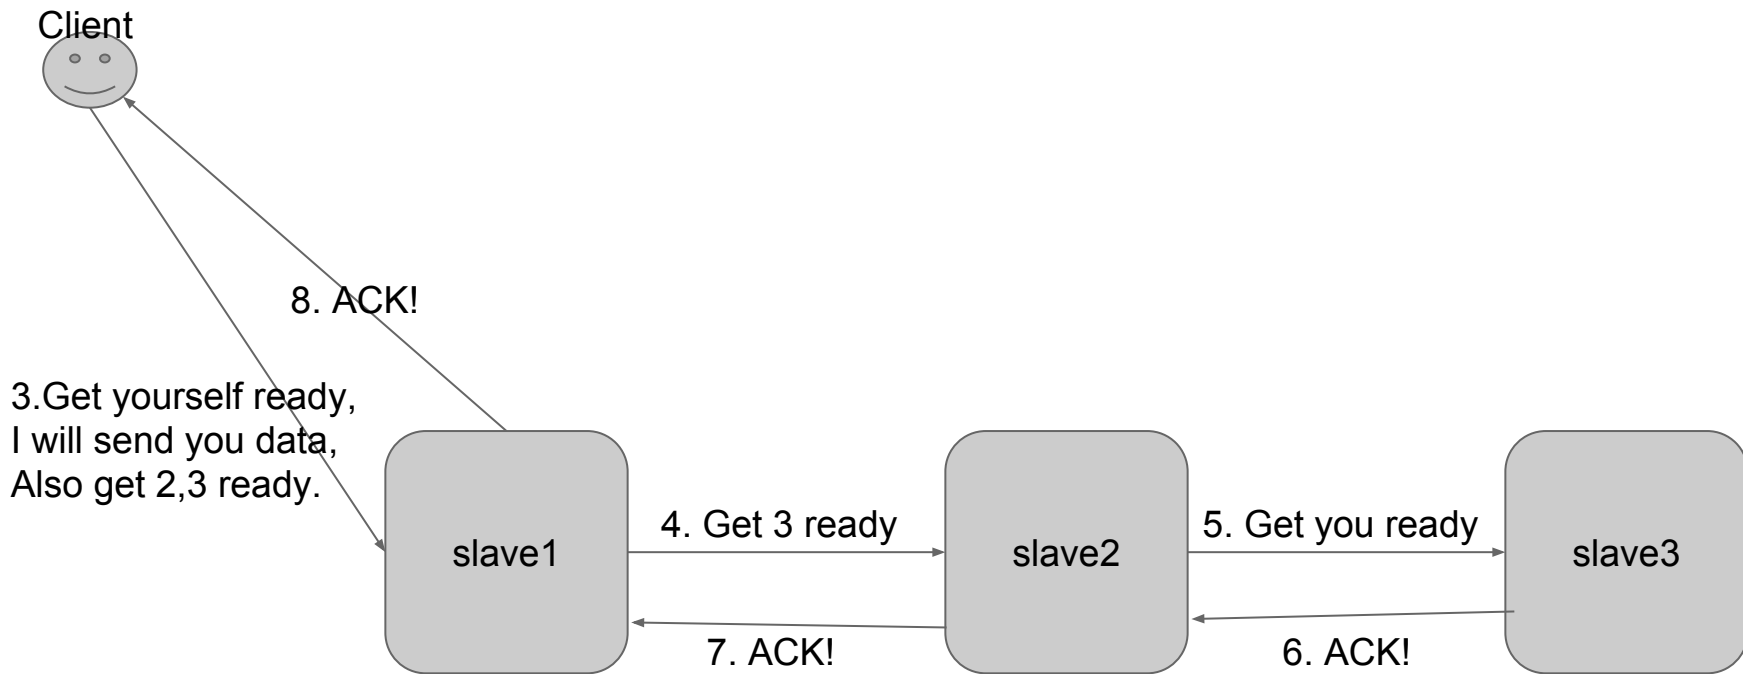 Client
8. ACK!
3.Get yourself ready,
I will send you data,
Also get 2,3 ready.
4. Get 3 ready
5. Get you ready
slave1
slave2
slave3
7. ACK!
6. ACK!